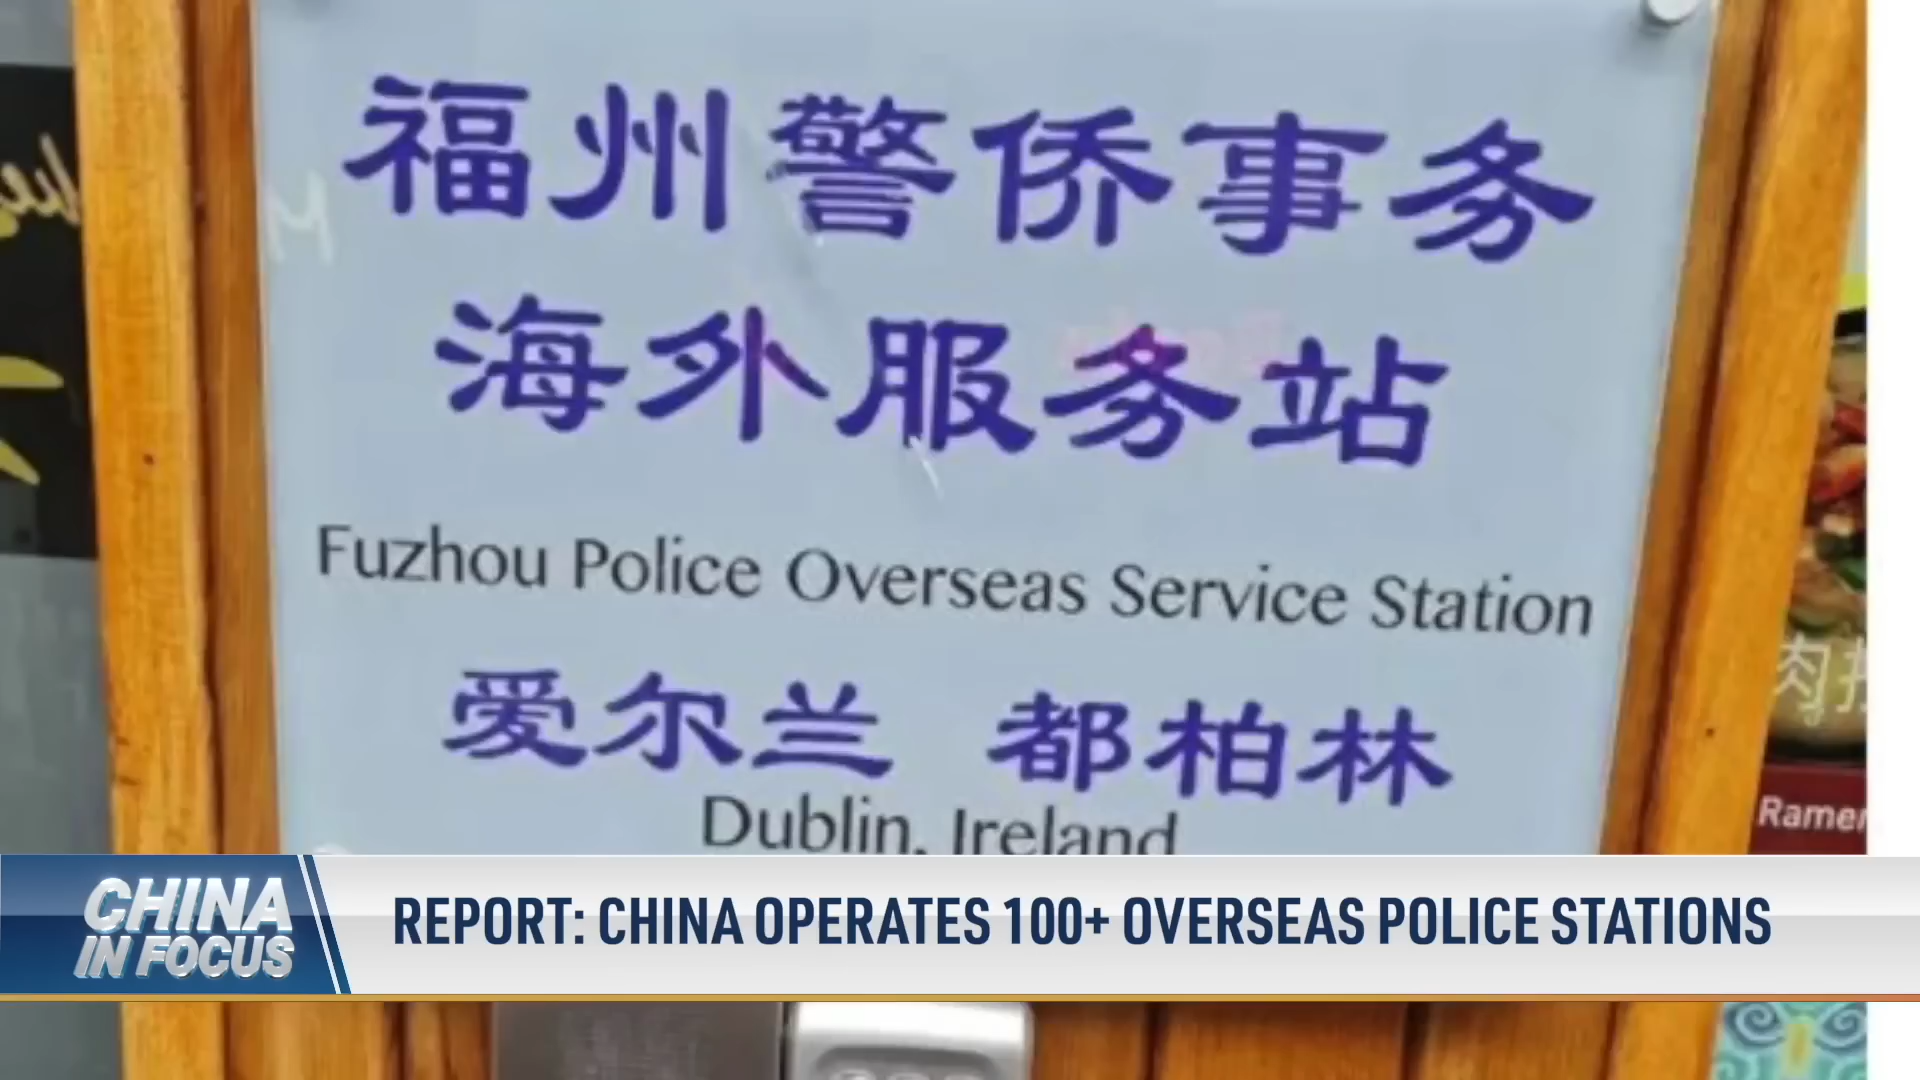 福州警侨事务
海外服务站
Fuzhou Police Overseas Service Station
爱尔兰 都柏林
Dublin, Ireland
肉
Ramen
CHINA
IN FOCUS
REPORT: CHINA OPERATES 100+ OVERSEAS POLICE STATIONS